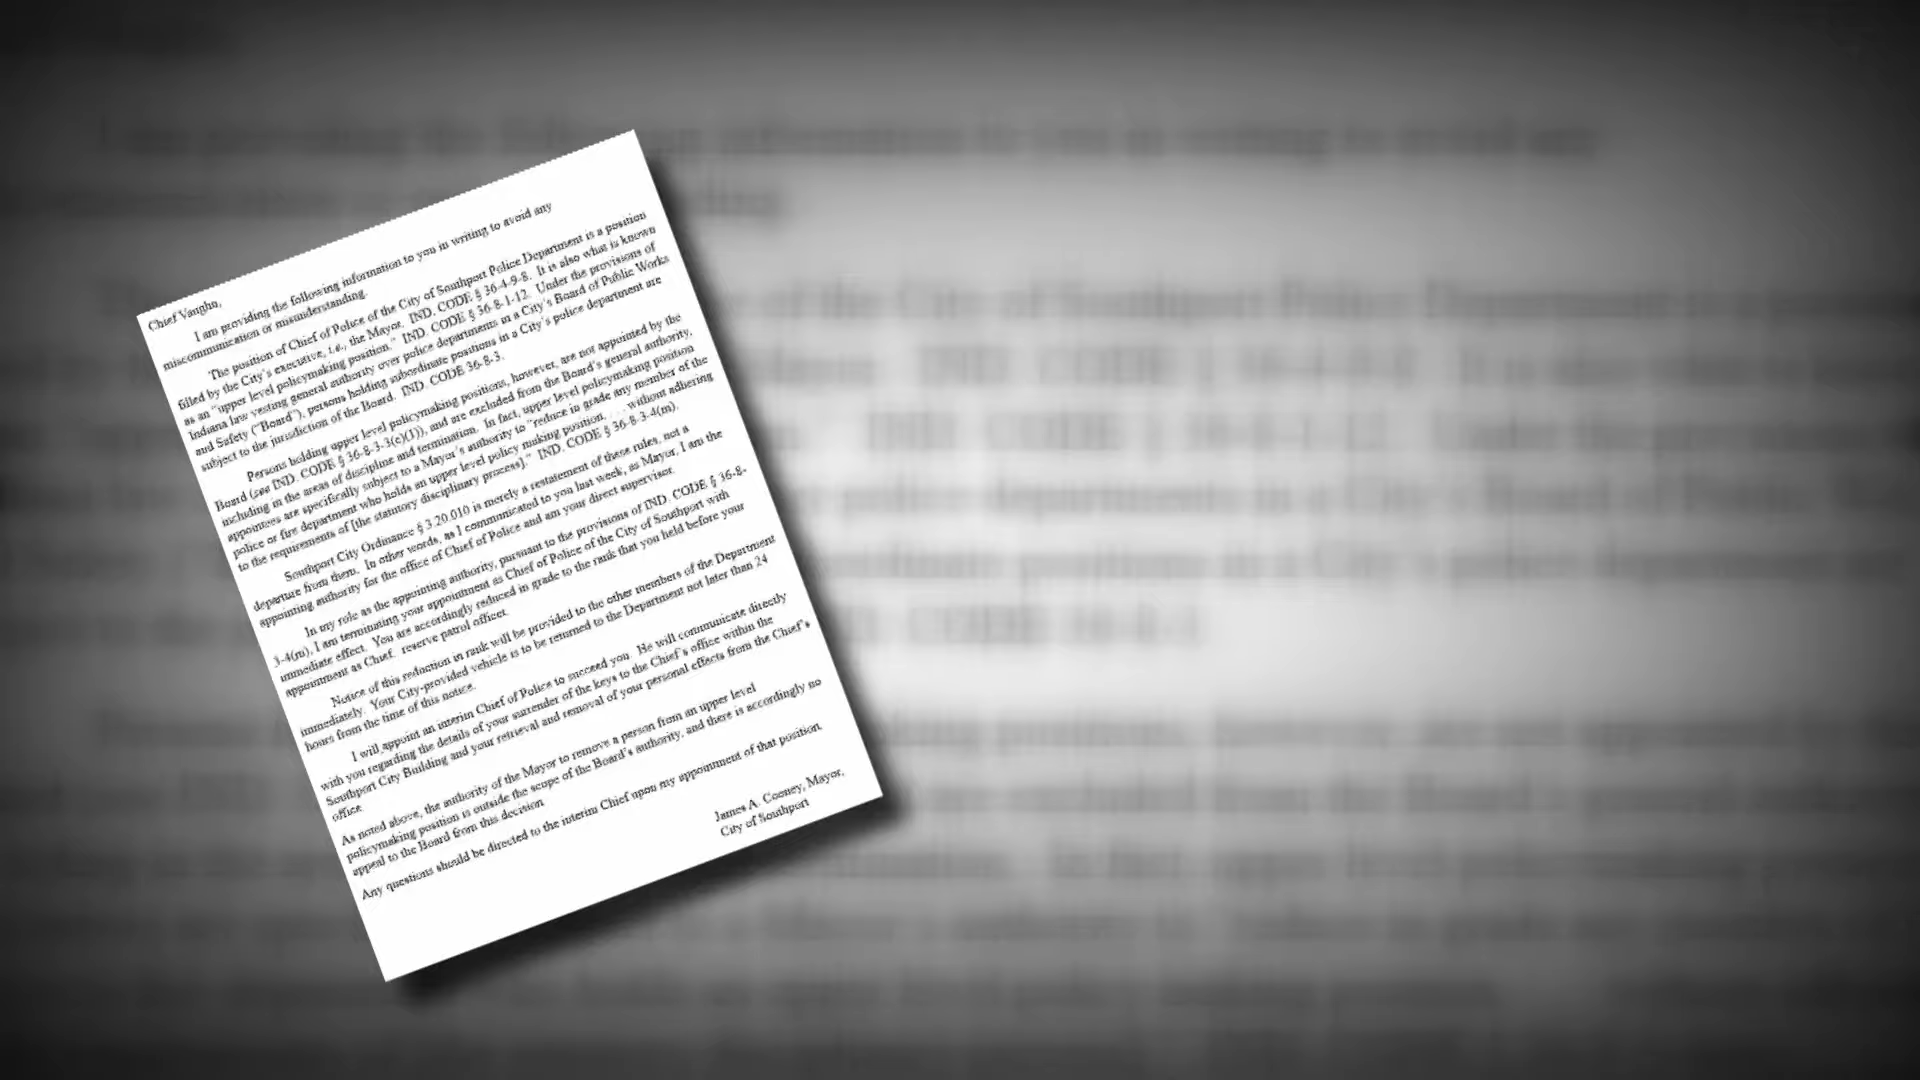 Chief Vaughn,
I am providing the following information to you in writing to avoid any
miscommunication or misunderstanding.
The position of Chief of Police of the City of Southport Police Department is a position
filled by the City's executive, i.e., the Mayor. IND. CODE § 36-4-9-8. It is also what is known
as an "upper level policymaking position." IND. CODE § 36-8-1-12. Under the provisions of
Indiana law vesting general authority over police departments in a City's Board of Public Works
and Safety ("Board"), persons holding subordinate positions in a City's police department are
subject to the jurisdiction of the Board. IND. CODE 36-8-3.
Persons holding upper level policymaking positions, however, are not appointed by the
Board (see IND. CODE § 36-8-3-3(c)(1)), and are excluded from the Board's general authority,
including in the areas of discipline and termination. In fact, upper level policymaking position
appointees are specifically subject to a Mayor's authority to "reduce in grade any member of the
police or fire department who holds an upper level policy making position. . . . without adhering
to the requirements of [the statutory disciplinary process]." IND. CODE § 36-8-3-4(m).
Southport City Ordinance § 3.20.010 is merely a restatement of these rules, not a
departure from them. In other words, as I communicated to you last week, as Mayor, I am the
appointing authority for the office of Chief of Police and am your direct supervisor.
In my role as the appointing authority, pursuant to the provisions of IND. CODE § 36-8-
3-4(m), I am terminating your appointment as Chief of Police of the City of Southport with
immediate effect. You are accordingly reduced in grade to the rank that you held before your
appointment as Chief: reserve patrol officer.
Notice of this reduction in rank will be provided to the other members of the Department
immediately. Your City-provided vehicle is to be returned to the Department not later than 24
hours from the time of this notice.
I will appoint an interim Chief of Police to succeed you. He will communicate directly
with you regarding the details of your surrender of the keys to the Chief's office within the
Southport City Building and your retrieval and removal of your personal effects from the Chief's
office.
As noted above, the authority of the Mayor to remove a person from an upper level
policymaking position is outside the scope of the Board's authority, and there is accordingly no
appeal to the Board from this decision.
Any questions should be directed to the interim Chief upon my appointment of that position.
James A. Cooney, Mayor,
City of Southport